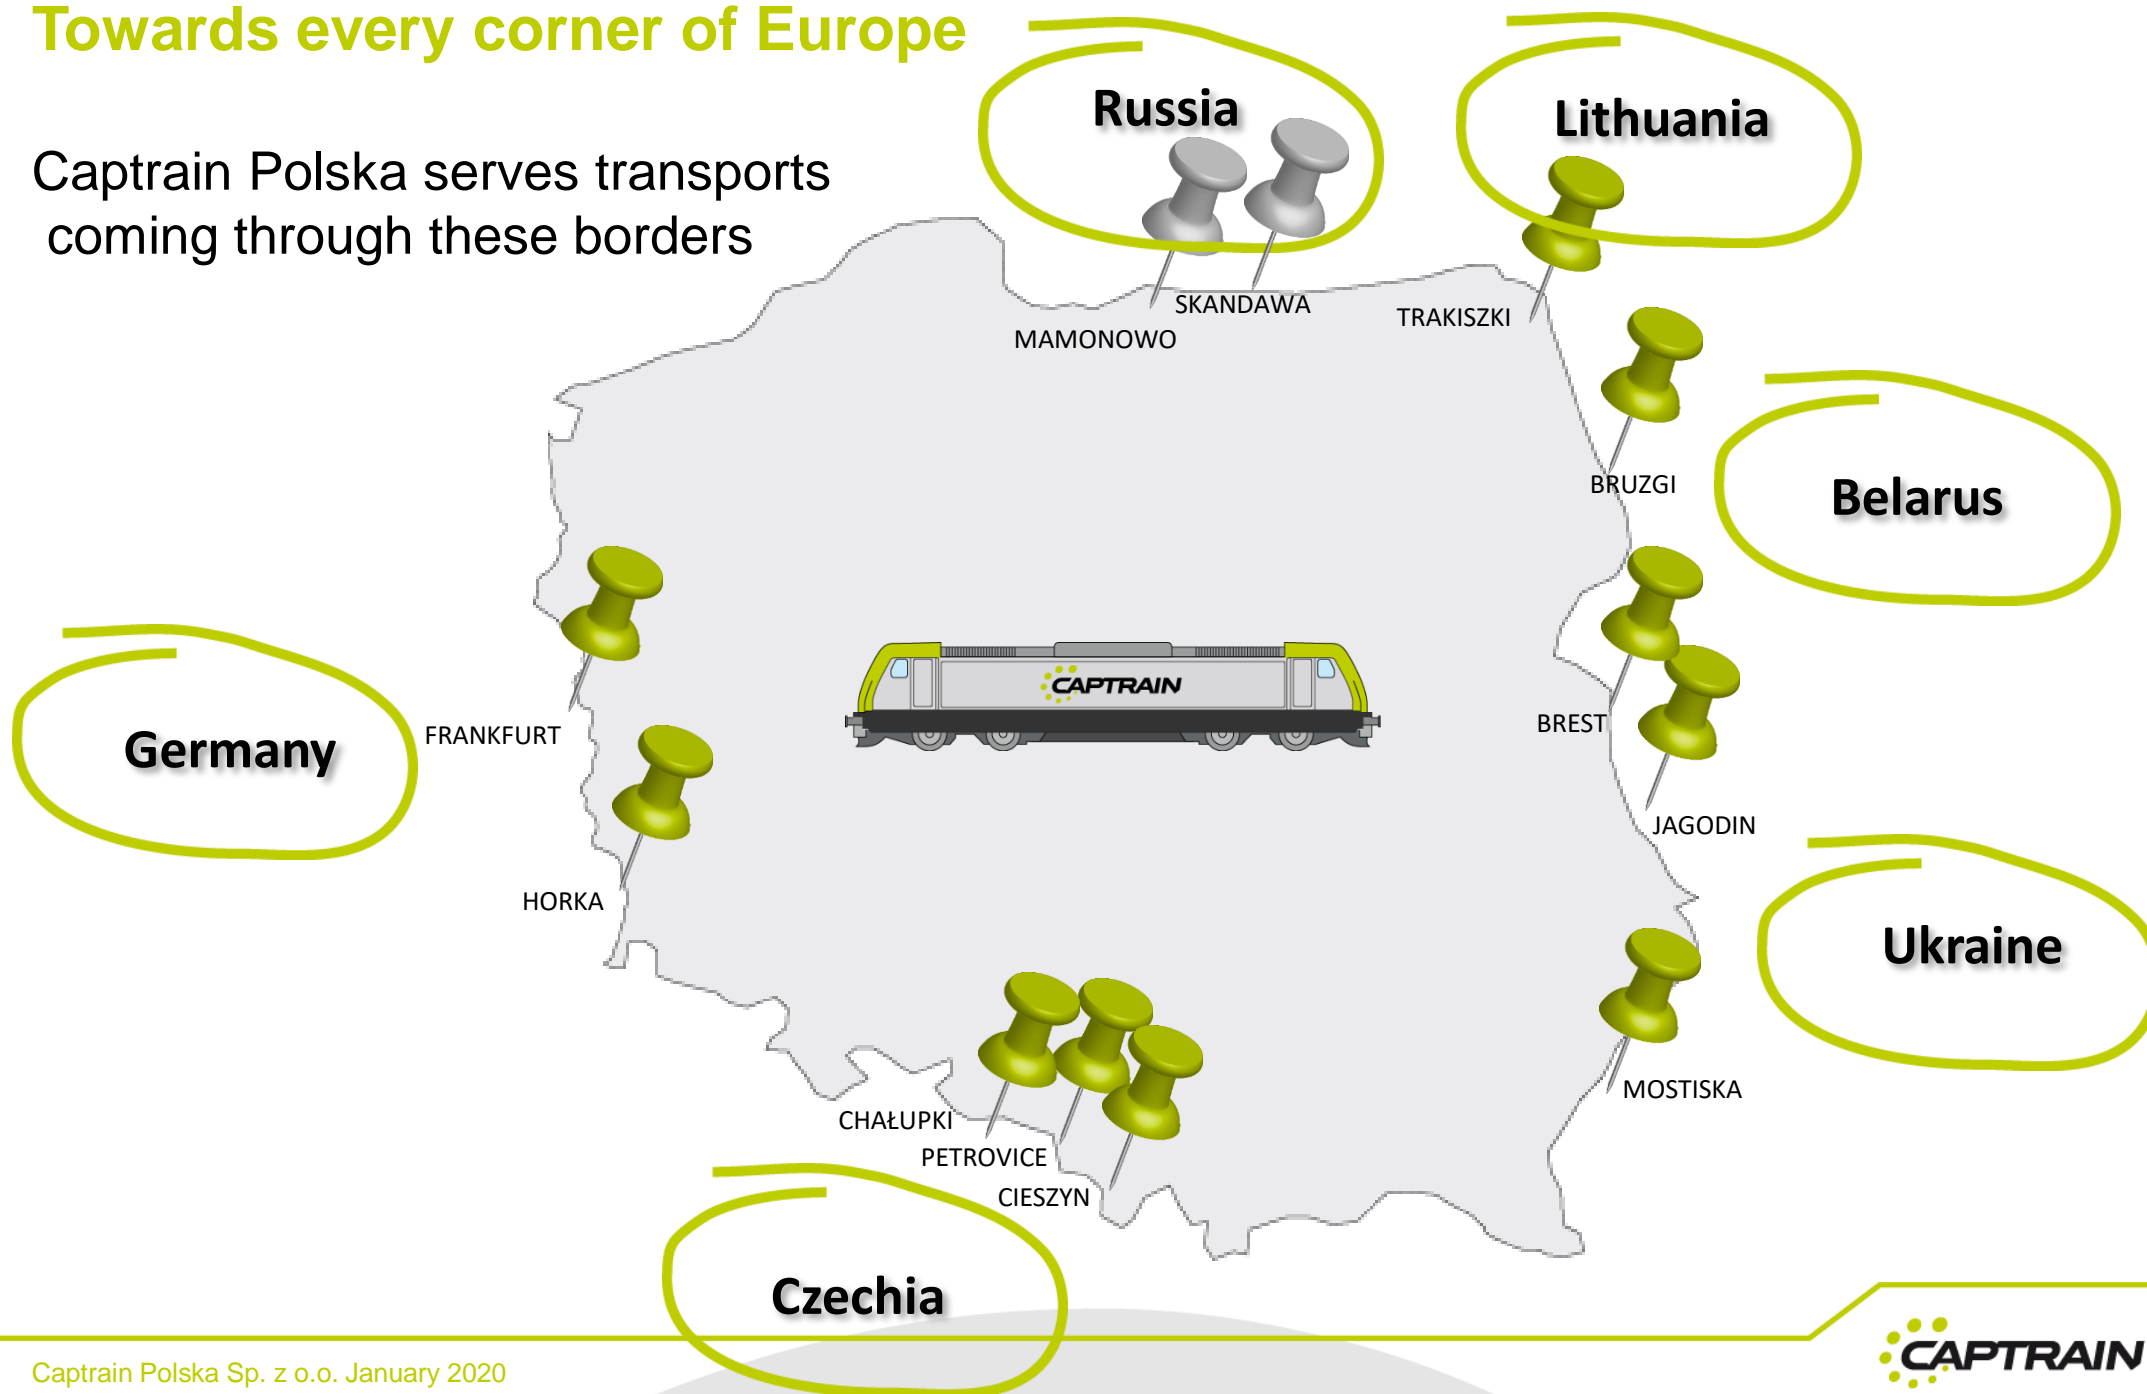 Towards every corner of Europe
Captrain Polska serves transports
coming through these borders
Russia
Lithuania
SKANDAWA
MAMONOWO
TRAKISZKI
BRUZGI
Belarus
CAPTRAIN
Germany
FRANKFURT
BREST
JAGODIN
HORKA
Ukraine
MOSTISKA
CHAŁUPKI
PETROVICE
CIESZYN
Czechia
CAPTRAIN
Captrain Polska Sp. z o.o. January 2020